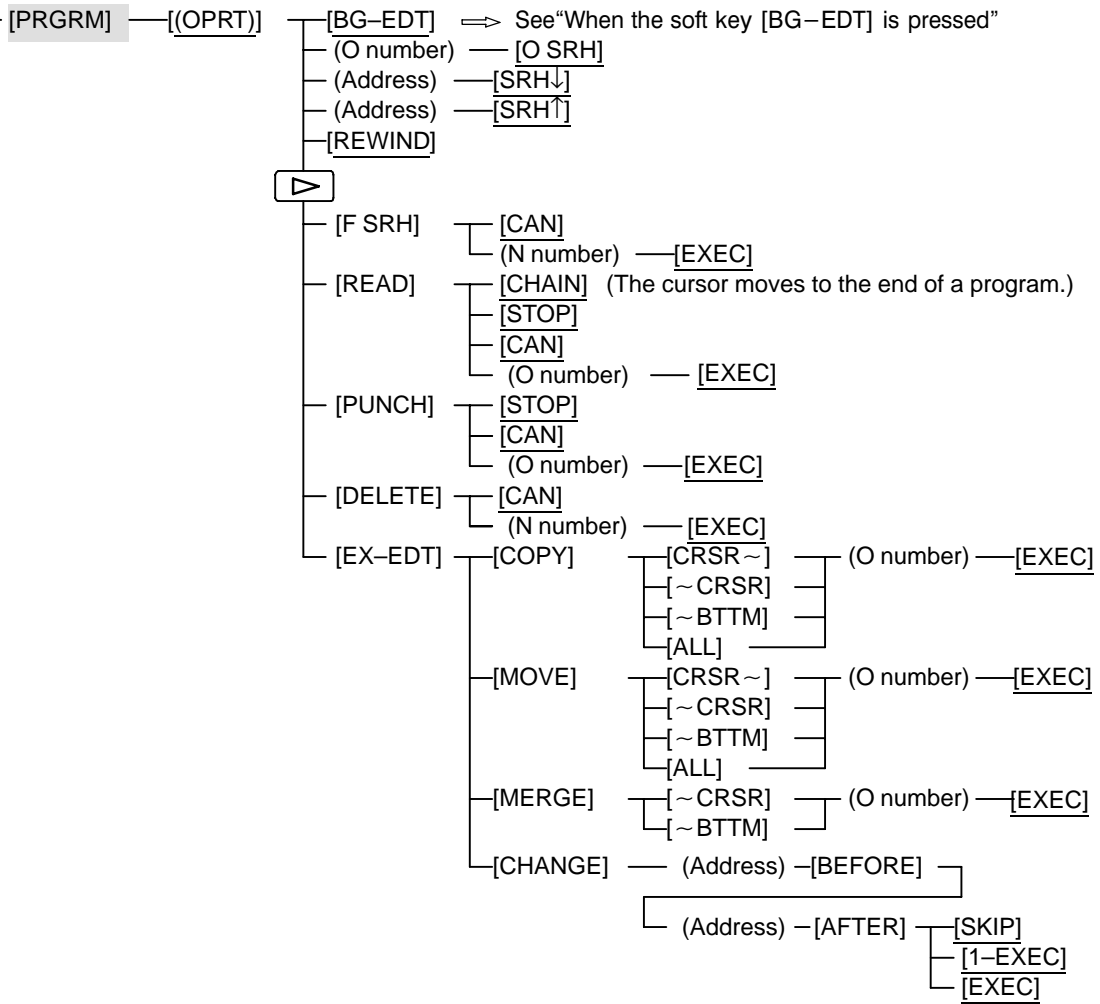 [PRGRM] [(OPRT)] [BG–EDT] ⇒ See“When the soft key [BG–EDT] is pressed”
(O number) [O SRH]
(Address) [SRH↓]
(Address) [SRH↑]
[REWIND]
[F SRH] [CAN]
(N number) [EXEC]
[READ] [CHAIN] (The cursor moves to the end of a program.)
[STOP]
[CAN]
(O number) [EXEC]
[PUNCH] [STOP]
[CAN]
(O number) [EXEC]
[DELETE] [CAN]
(N number) [EXEC]
[EX–EDT] [COPY] [CRSR~] (O number) [EXEC]
[~CRSR]
[~BTTM]
[ALL]
[MOVE] [CRSR~] (O number) [EXEC]
[~CRSR]
[~BTTM]
[ALL]
[MERGE] [~CRSR] (O number) [EXEC]
[~BTTM]
[CHANGE] (Address) [BEFORE]
(Address) [AFTER] [SKIP]
[1–EXEC]
[EXEC]